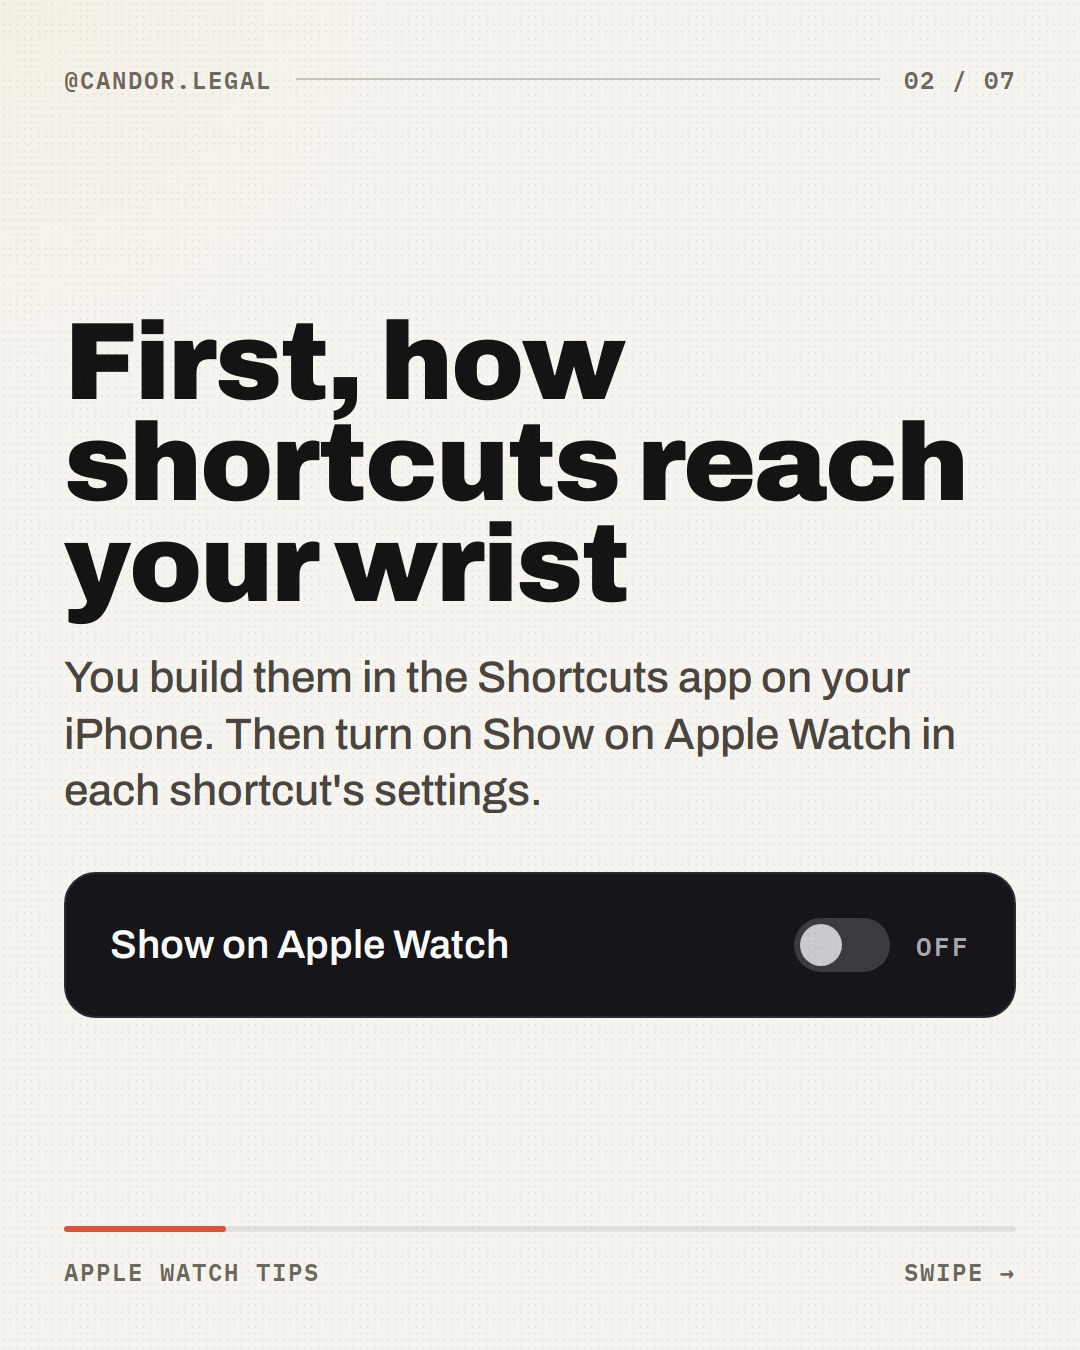 @CANDOR.LEGAL
02 / 07
First, how
shortcuts reach
your wrist
You build them in the Shortcuts app on your
iPhone. Then turn on Show on Apple Watch in
each shortcut's settings.
Show on Apple Watch
OFF
APPLE WATCH TIPS
SWIPE →